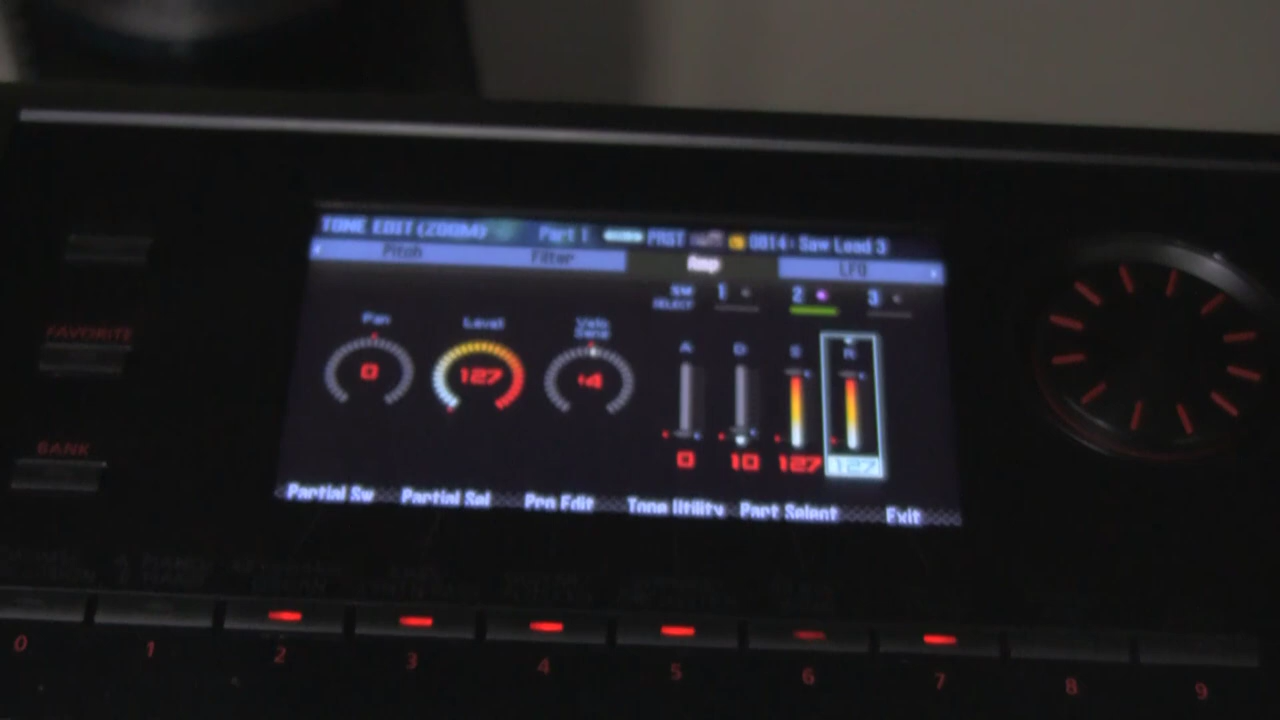 TONE EDIT (ZOOM) Part 1 PRST 0814: Saw Lead 3
Pitch Filter Amp LFO
SW SELECT 1 2 3
Pan Level Velo Sens A D S R
0 127 +4 0 10 127 127
Partial Sw Partial Sel Pro Edit Tone Utility Part Select Exit
FAVORITE
BANK
0 1 2 3 4 5 6 7 8 9